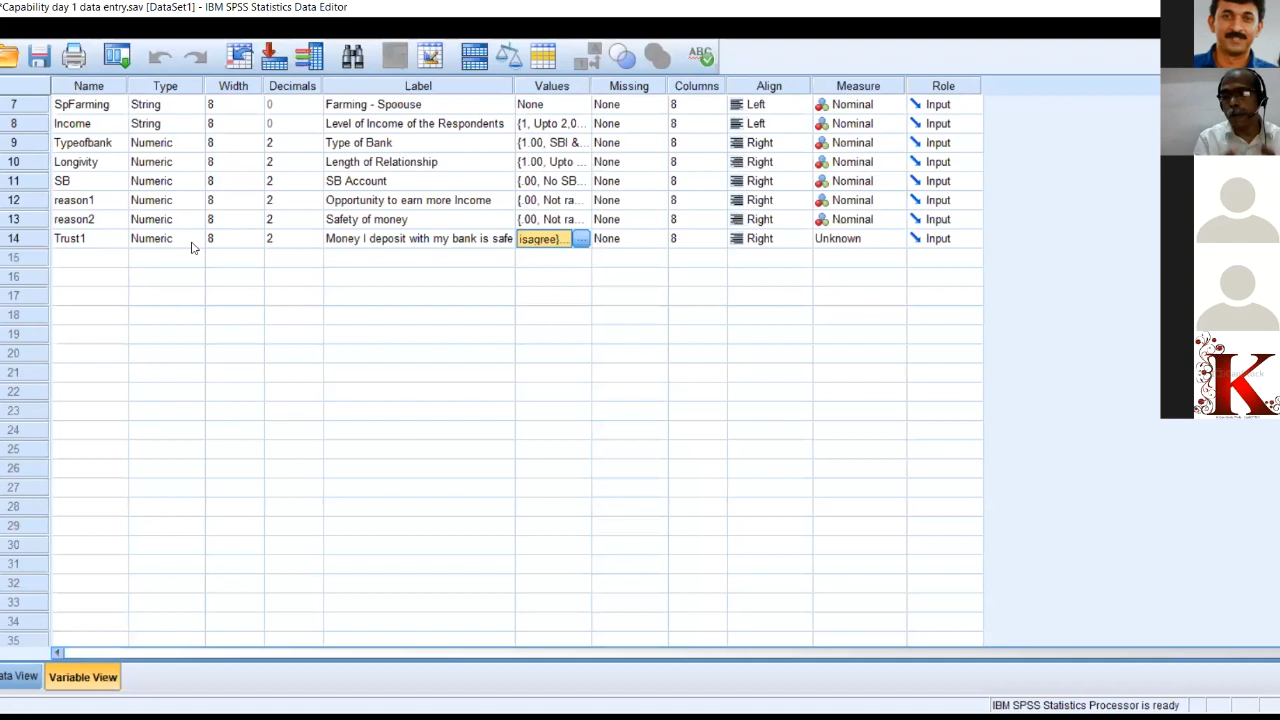 *Capability day 1 data entry.sav [DataSet1] - IBM SPSS Statistics Data Editor
ABC
Name Type Width Decimals Label Values Missing Columns Align Measure Role
7 SpFarming String 8 0 Farming - Spoouse None None 8 Left Nominal Input
8 Income String 8 0 Level of Income of the Respondents {1, Upto 2,0... None 8 Left Nominal Input
9 Typeofbank Numeric 8 2 Type of Bank {1.00, SBI &... None 8 Right Nominal Input
10 Longivity Numeric 8 2 Length of Relationship {1.00, Upto ... None 8 Right Nominal Input
11 SB Numeric 8 2 SB Account {.00, No SB... None 8 Right Nominal Input
12 reason1 Numeric 8 2 Opportunity to earn more Income {.00, Not ra... None 8 Right Nominal Input
13 reason2 Numeric 8 2 Safety of money {.00, Not ra... None 8 Right Nominal Input
14 Trust1 Numeric 8 2 Money I deposit with my bank is safe isagree}... ... None 8 Right Unknown Input
15
16
17
18
19
20
21
22
23
24
25
26
27
28
29
30
31
32
33
34
35
K
ata View Variable View
IBM SPSS Statistics Processor is ready